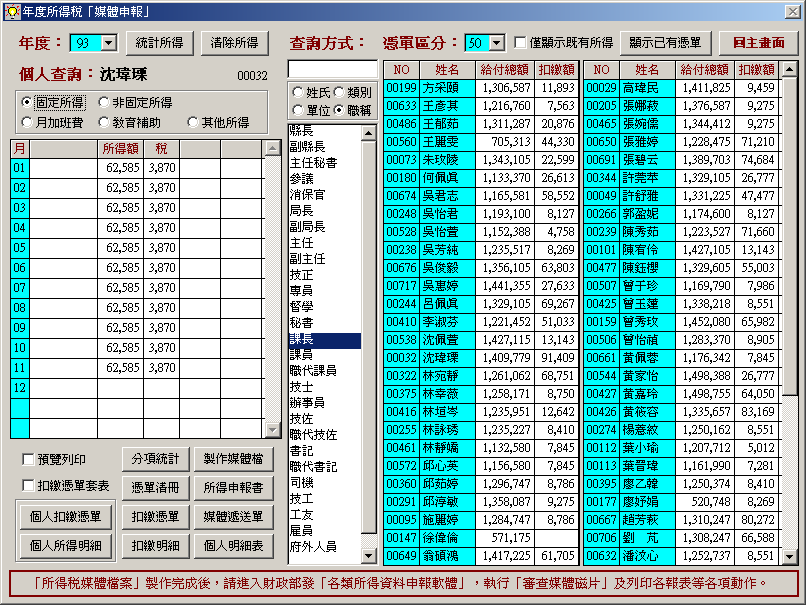 年度所得稅「媒體申報」
年度： 93 統計所得 清除所得 查詢方式： 憑單區分： 50 僅顯示既有所得 顯示已有憑單 回主畫面
個人查詢：沈瑋瑮 00032
固定所得 非固定所得
月加班費 教育補助 其他所得
姓氏 類別
單位 職稱
月 所得額 稅
01 62,585 3,870
02 62,585 3,870
03 62,585 3,870
04 62,585 3,870
05 62,585 3,870
06 62,585 3,870
07 62,585 3,870
08 62,585 3,870
09 62,585 3,870
10 62,585 3,870
11 62,585 3,870
12
預覽列印 分項統計 製作媒體檔
扣繳憑單套表 憑單清冊 所得申報書
個人扣繳憑單 扣繳憑單 媒體遞送單
個人所得明細 扣繳明細 個人明細表
縣長
副縣長
主任秘書
參議
消保官
局長
副局長
主任
副主任
技正
專員
督學
秘書
課長
課員
職代課員
技士
辦事員
技佐
職代技佐
書記
職代書記
司機
技工
工友
雇員
府外人員
NO 姓名 給付總額 扣繳額
00199 方采頤 1,306,587 11,893
00633 王彥其 1,216,760 7,563
00486 王郁茹 1,311,287 20,876
00560 王麗雯 705,313 44,330
00073 朱玫陵 1,343,105 22,599
00180 何佩真 1,133,370 26,613
00674 吳君志 1,165,581 58,552
00248 吳怡君 1,193,100 8,127
00528 吳怡萱 1,152,388 4,758
00238 吳芳純 1,235,517 8,269
00676 吳俊毅 1,356,105 63,803
00717 吳惠婷 1,441,355 27,633
00244 呂佩真 1,329,105 69,267
00410 李淑芬 1,221,452 51,033
00538 沈佩萱 1,427,115 13,143
00032 沈瑋瑮 1,409,779 91,409
00322 林宛靜 1,261,062 68,751
00375 林幸薇 1,258,171 8,750
00416 林垣岑 1,235,951 12,642
00255 林詠琇 1,235,227 8,410
00461 林靜嬌 1,132,580 7,845
00572 邱心英 1,156,580 7,845
00360 邱茹婷 1,296,747 8,786
00291 邱淳敏 1,358,087 9,275
00095 施麗婷 1,284,747 8,786
00147 徐偉倫 571,175
00649 翁碩鴻 1,417,225 61,705
NO 姓名 給付總額 扣繳額
00029 高瑋民 1,411,825 9,459
00205 張娜菘 1,376,587 9,275
00465 張婉儒 1,344,412 9,275
00650 張雅婷 1,228,475 71,210
00691 張碧云 1,389,703 74,684
00344 許莞苹 1,329,105 26,777
00049 許舒雅 1,331,225 47,477
00266 郭盈妮 1,174,600 8,127
00239 陳秀茹 1,223,527 71,660
00101 陳宥伶 1,427,105 13,143
00477 陳鈺櫻 1,329,605 55,003
00507 曾于珍 1,169,790 7,986
00425 曾玉蓮 1,338,218 8,551
00159 曾秀玫 1,452,080 65,982
00506 曾怡禎 1,283,370 8,905
00661 黃佩蓉 1,176,342 7,845
00544 黃家怡 1,498,388 26,777
00427 黃嘉玲 1,498,755 64,050
00426 黃筱容 1,335,657 83,169
00274 楊薏紋 1,250,162 8,551
00112 葉小瑜 1,207,712 5,012
00113 葉晉瑋 1,161,990 7,281
00395 廖乙韓 1,250,374 8,410
00177 廖妤娟 520,748 8,269
00667 趙芳萩 1,310,247 80,272
00706 劉　芃 1,308,247 66,588
00632 潘汶心 1,252,737 8,551
「所得稅媒體檔案」製作完成後，請進入財政部發「各類所得資料申報軟體」，執行「審查媒體磁片」及列印各報表等各項動作。